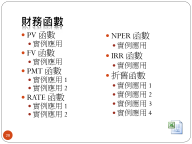 財務函數
PV 函數
實例應用
FV 函數
實例應用
PMT 函數
實例應用 1
實例應用 2
RATE 函數
實例應用 1
實例應用 2
NPER 函數
實例應用
IRR 函數
實例應用
折舊函數
實例應用 1
實例應用 2
實例應用 3
實例應用 4